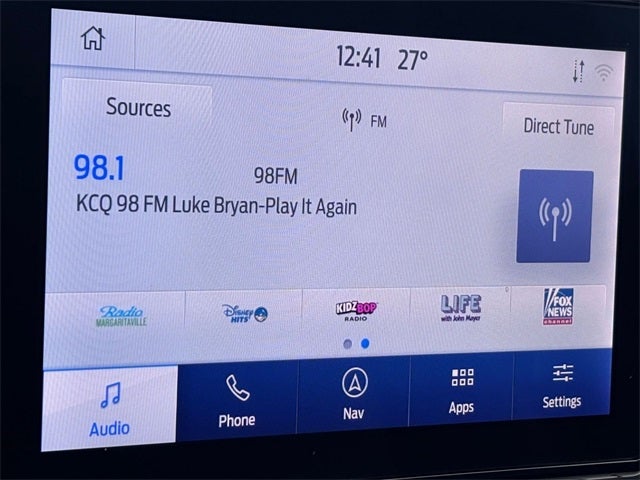 12:41 27°
Sources
FM
Direct Tune
98.1
98FM
KCQ 98 FM Luke Bryan-Play It Again
Radio
MARGARITAVILLE
Disney
HITS
KIDZ BOP
RADIO
LIFE
with John Mayer
FOX
NEWS
channel
Audio
Phone
Nav
Apps
Settings